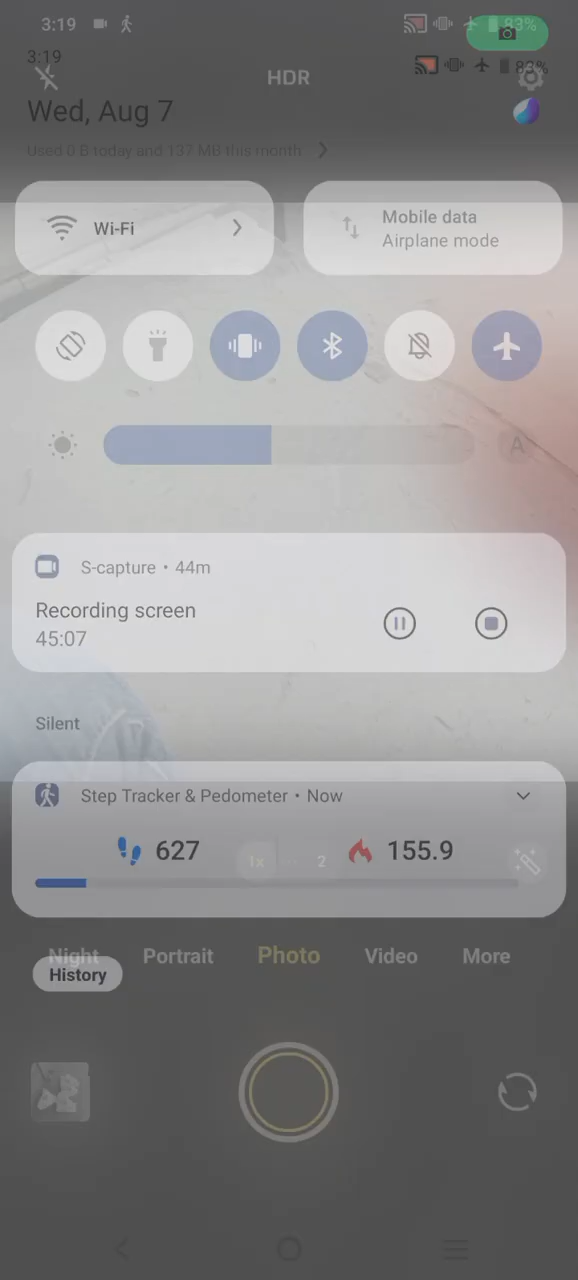 3:19
83%
3:19
83%
HDR
Wed, Aug 7
Used 0 B today and 137 MB this month
Wi-Fi
Mobile data
Airplane mode
A
S-capture • 44m
Recording screen
45:07
Silent
Step Tracker & Pedometer • Now
627
155.9
1x
2
Night
Portrait
Photo
Video
More
History